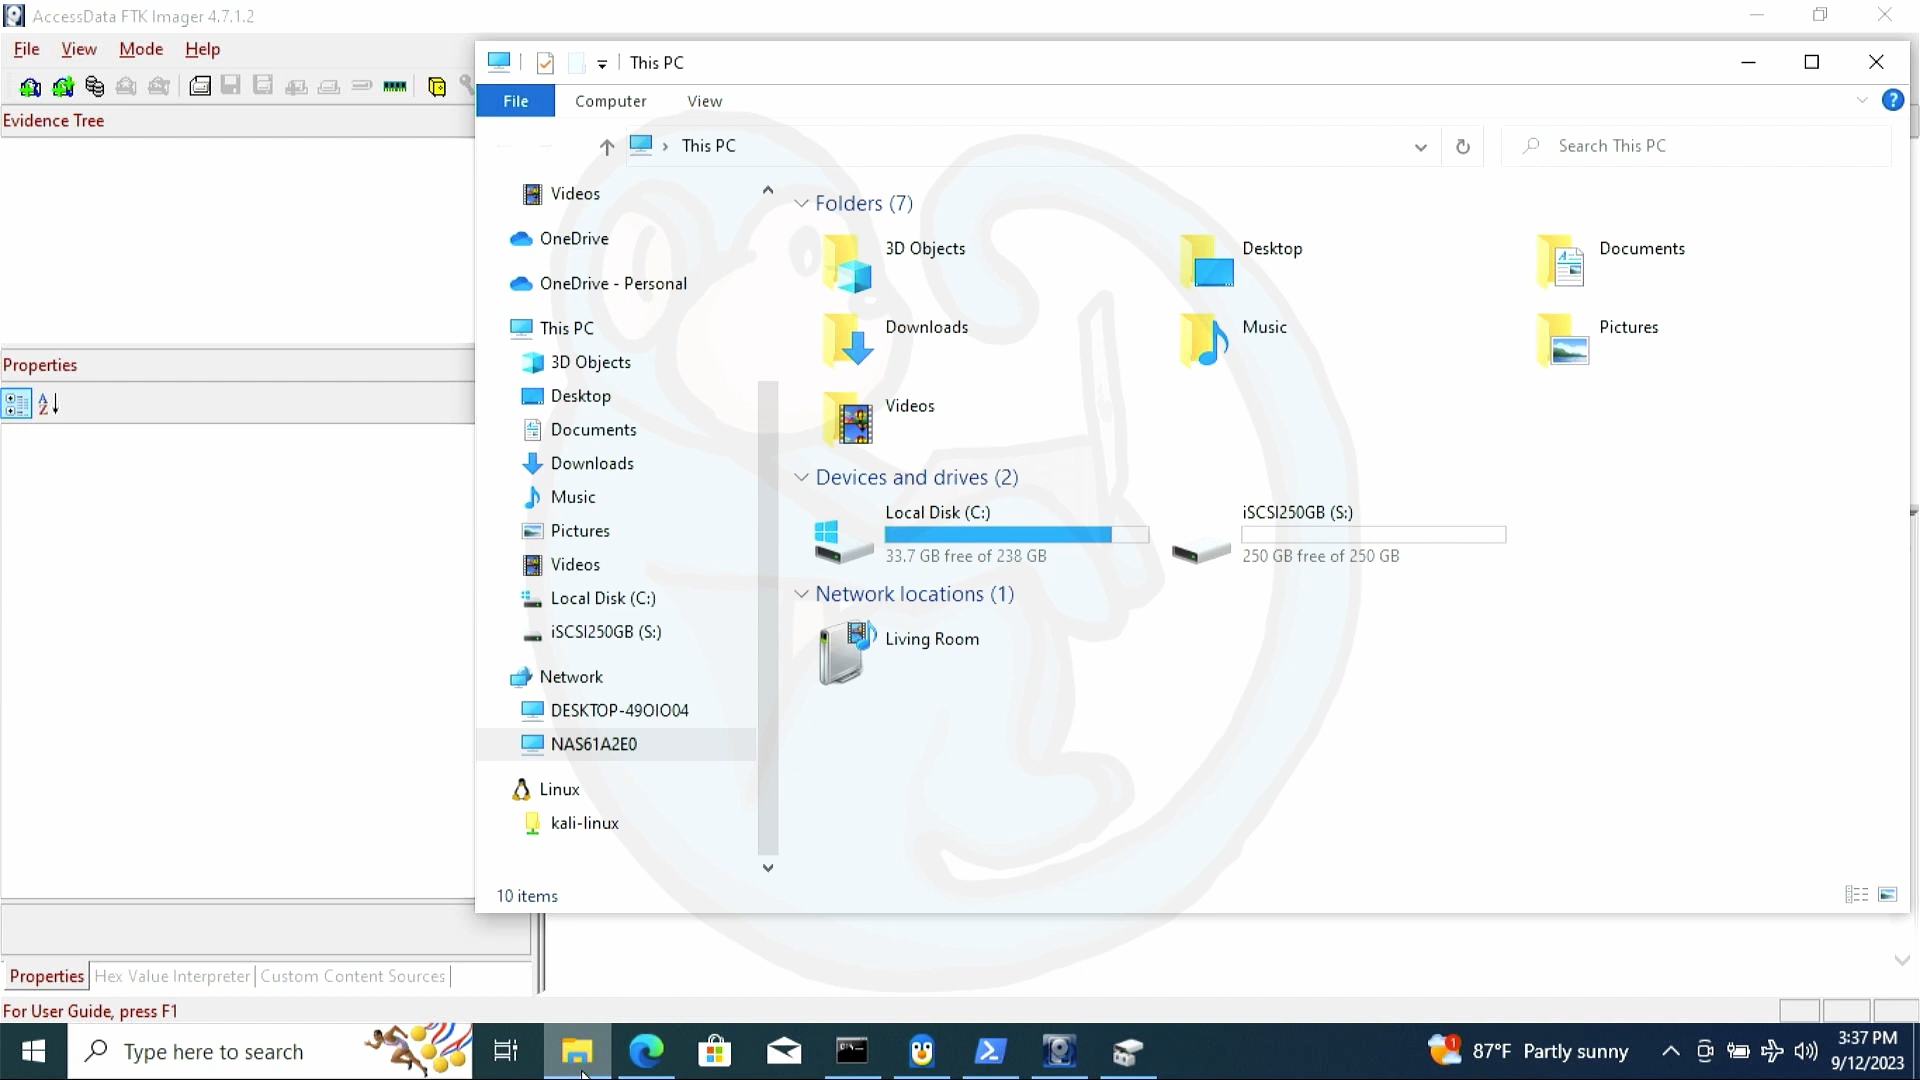 AccessData FTK Imager 4.7.1.2
File View Mode Help
Evidence Tree
Properties
Properties Hex Value Interpreter Custom Content Sources
For User Guide, press F1
This PC
File Computer View
This PC
Search This PC
Videos
OneDrive
OneDrive - Personal
This PC
3D Objects
Desktop
Documents
Downloads
Music
Pictures
Videos
Local Disk (C:)
iSCSI250GB (S:)
Network
DESKTOP-49OIO04
NAS61A2E0
Linux
kali-linux
10 items
Folders (7)
3D Objects
Desktop
Documents
Downloads
Music
Pictures
Videos
Devices and drives (2)
Local Disk (C:)
33.7 GB free of 238 GB
iSCSI250GB (S:)
250 GB free of 250 GB
Network locations (1)
Living Room
Type here to search
1
87°F Partly sunny
3:37 PM
9/12/2023